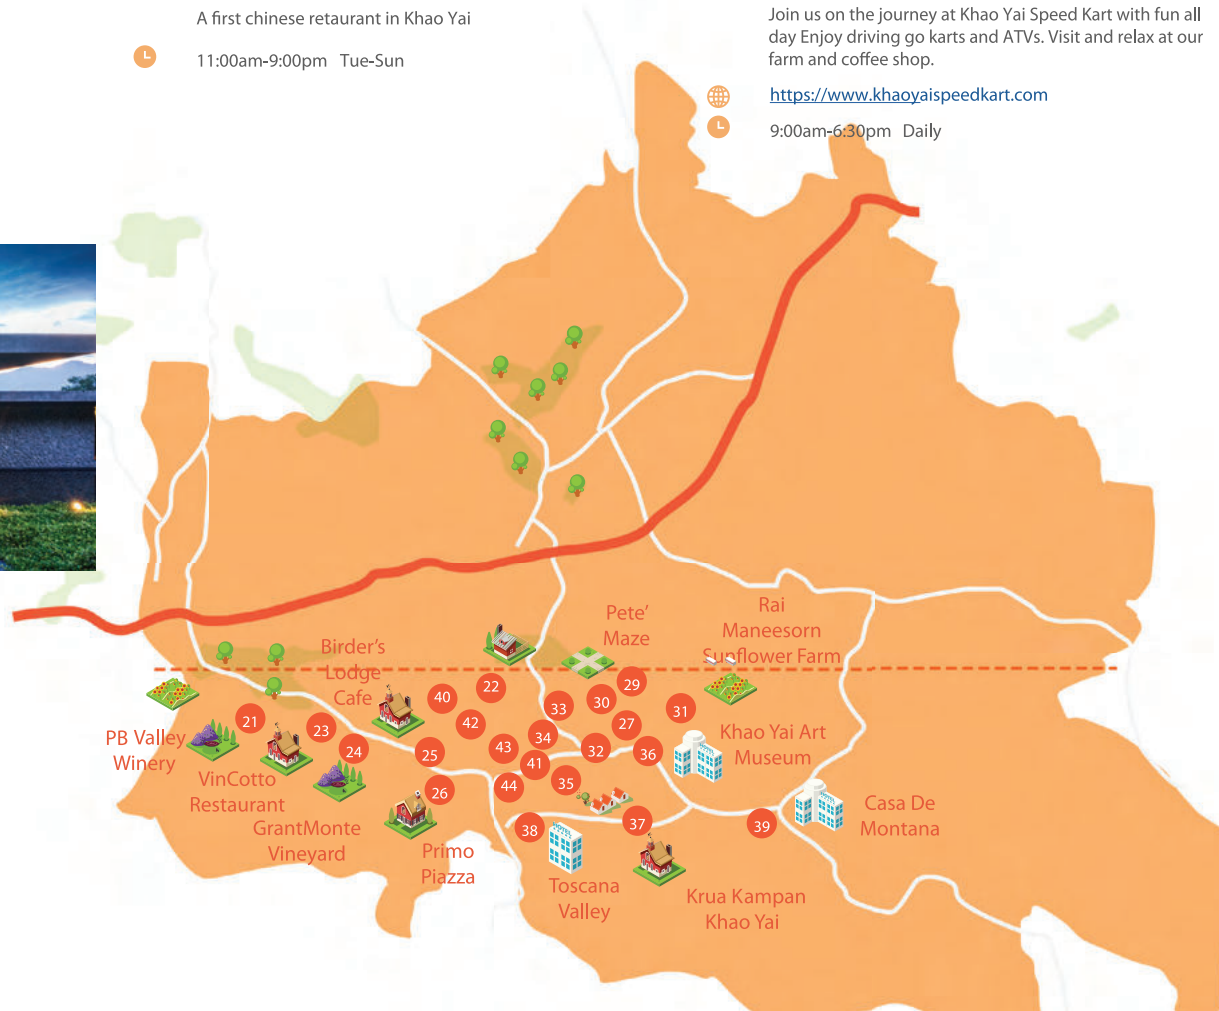 A first chinese retaurant in Khao Yai
11:00am-9:00pm Tue-Sun
Join us on the journey at Khao Yai Speed Kart with fun all
day Enjoy driving go karts and ATVs. Visit and relax at our
farm and coffee shop.
https://www.khaoyaispeedkart.com
9:00am-6:30pm Daily
Pete'
Maze
Rai
Maneesorn
Sunflower Farm
Birder's
Lodge
Cafe
22
29
40
30
33
31
21
23
42
27
34
24
43
32
36
25
41
35
44
26
37
38
39
PB Valley
Winery
Khao Yai Art
Museum
VinCotto
Restaurant
GrantMonte
Vineyard
Casa De
Montana
HOTEL
Primo
Piazza
Toscana
Valley
Krua Kampan
Khao Yai